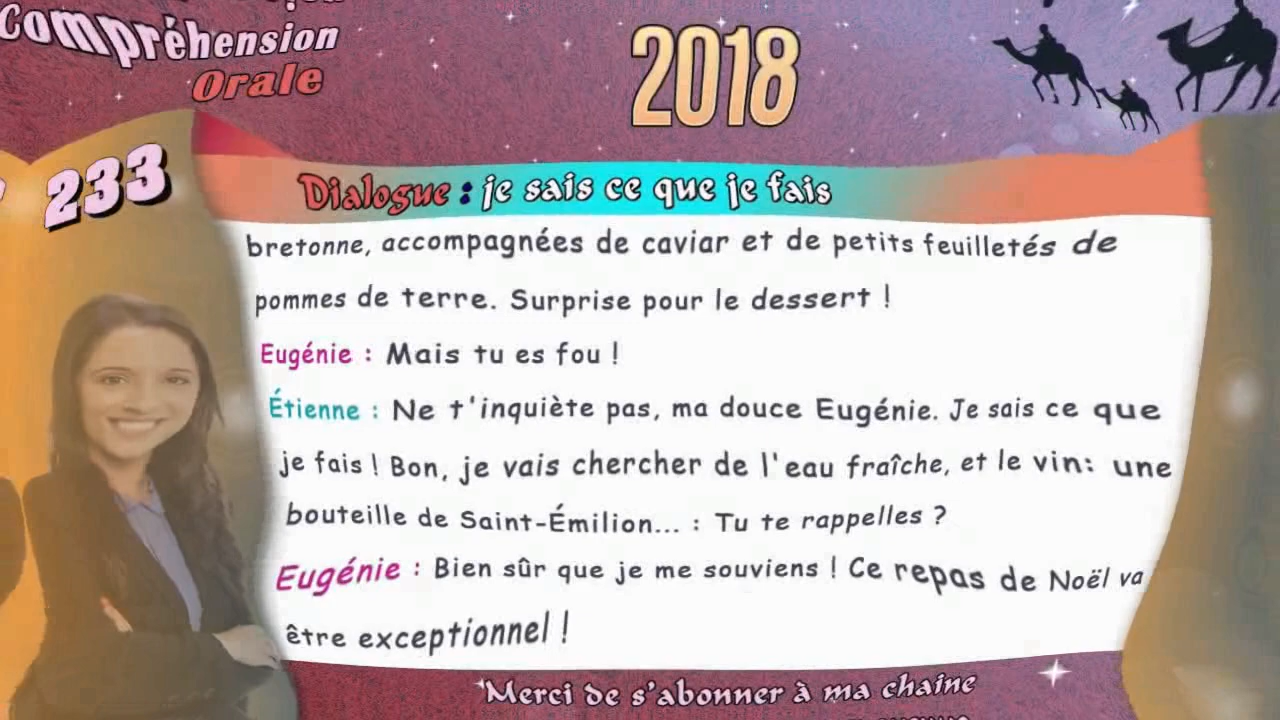 Compréhension
Orale
2018
233
Dialogue : je sais ce que je fais
bretonne, accompagnées de caviar et de petits feuilletés de
pommes de terre. Surprise pour le dessert !
Eugénie : Mais tu es fou !
Étienne : Ne t'inquiète pas, ma douce Eugénie. Je sais ce que
je fais ! Bon, je vais chercher de l'eau fraîche, et le vin: une
bouteille de Saint-Émilion... : Tu te rappelles ?
Eugénie : Bien sûr que je me souviens ! Ce repas de Noël va
être exceptionnel !
Merci de s'abonner à ma chaine